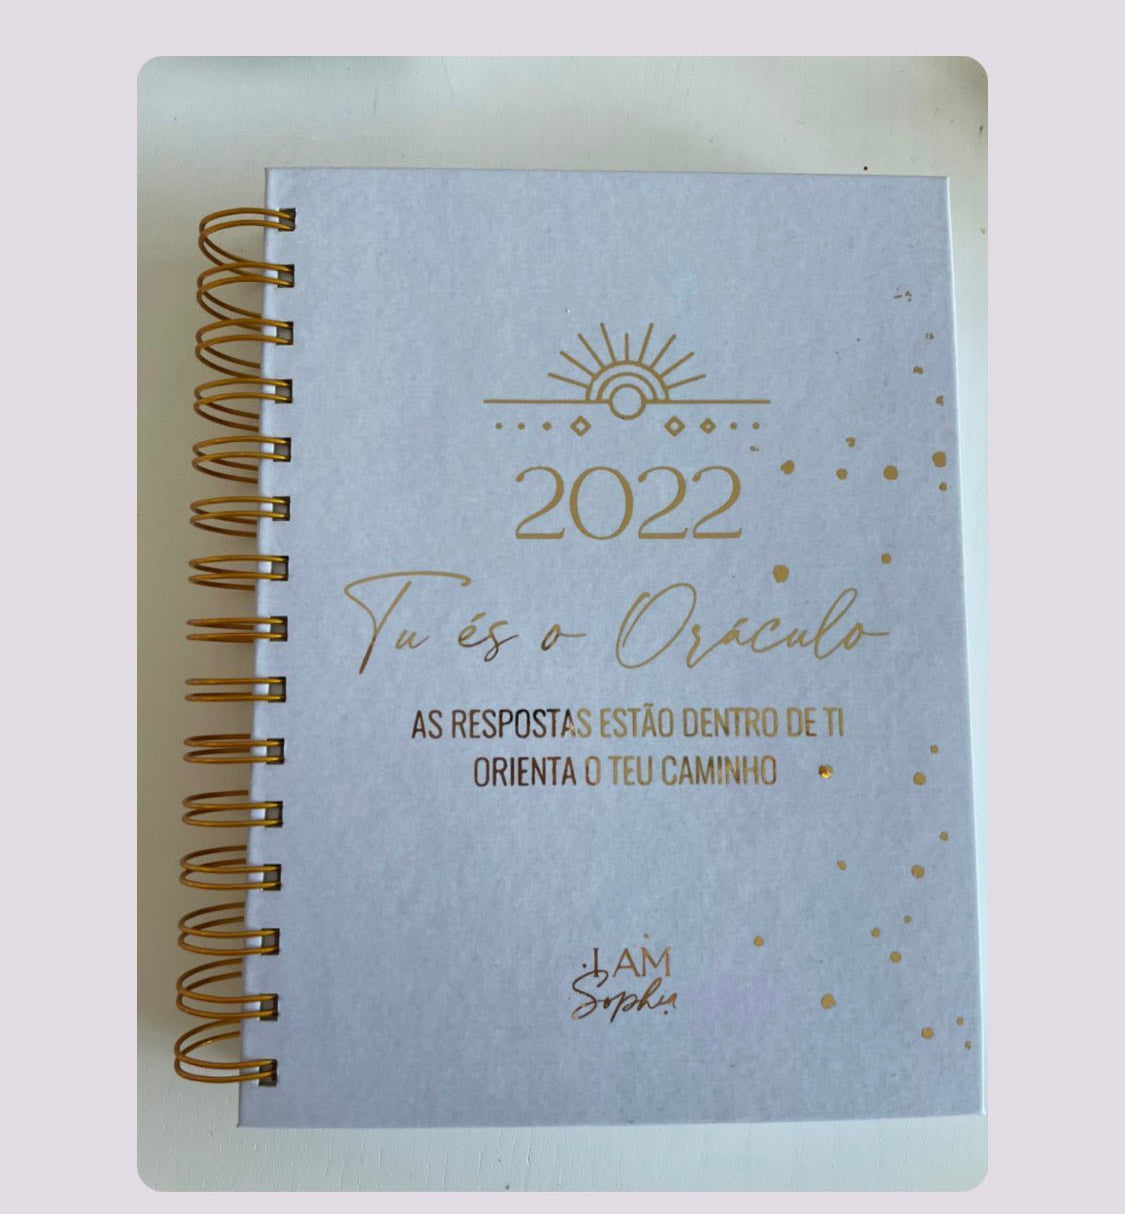 2022
Tu és o Oráculo
AS RESPOSTAS ESTÃO DENTRO DE TI
ORIENTA O TEU CAMINHO
I AM
Sophia